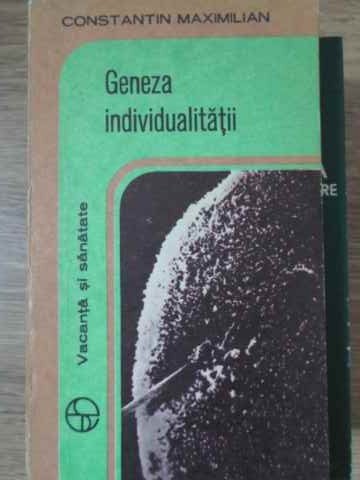 CONSTANTIN MAXIMILIAN
Geneza
individualității
Vacanță și sănătate
RE